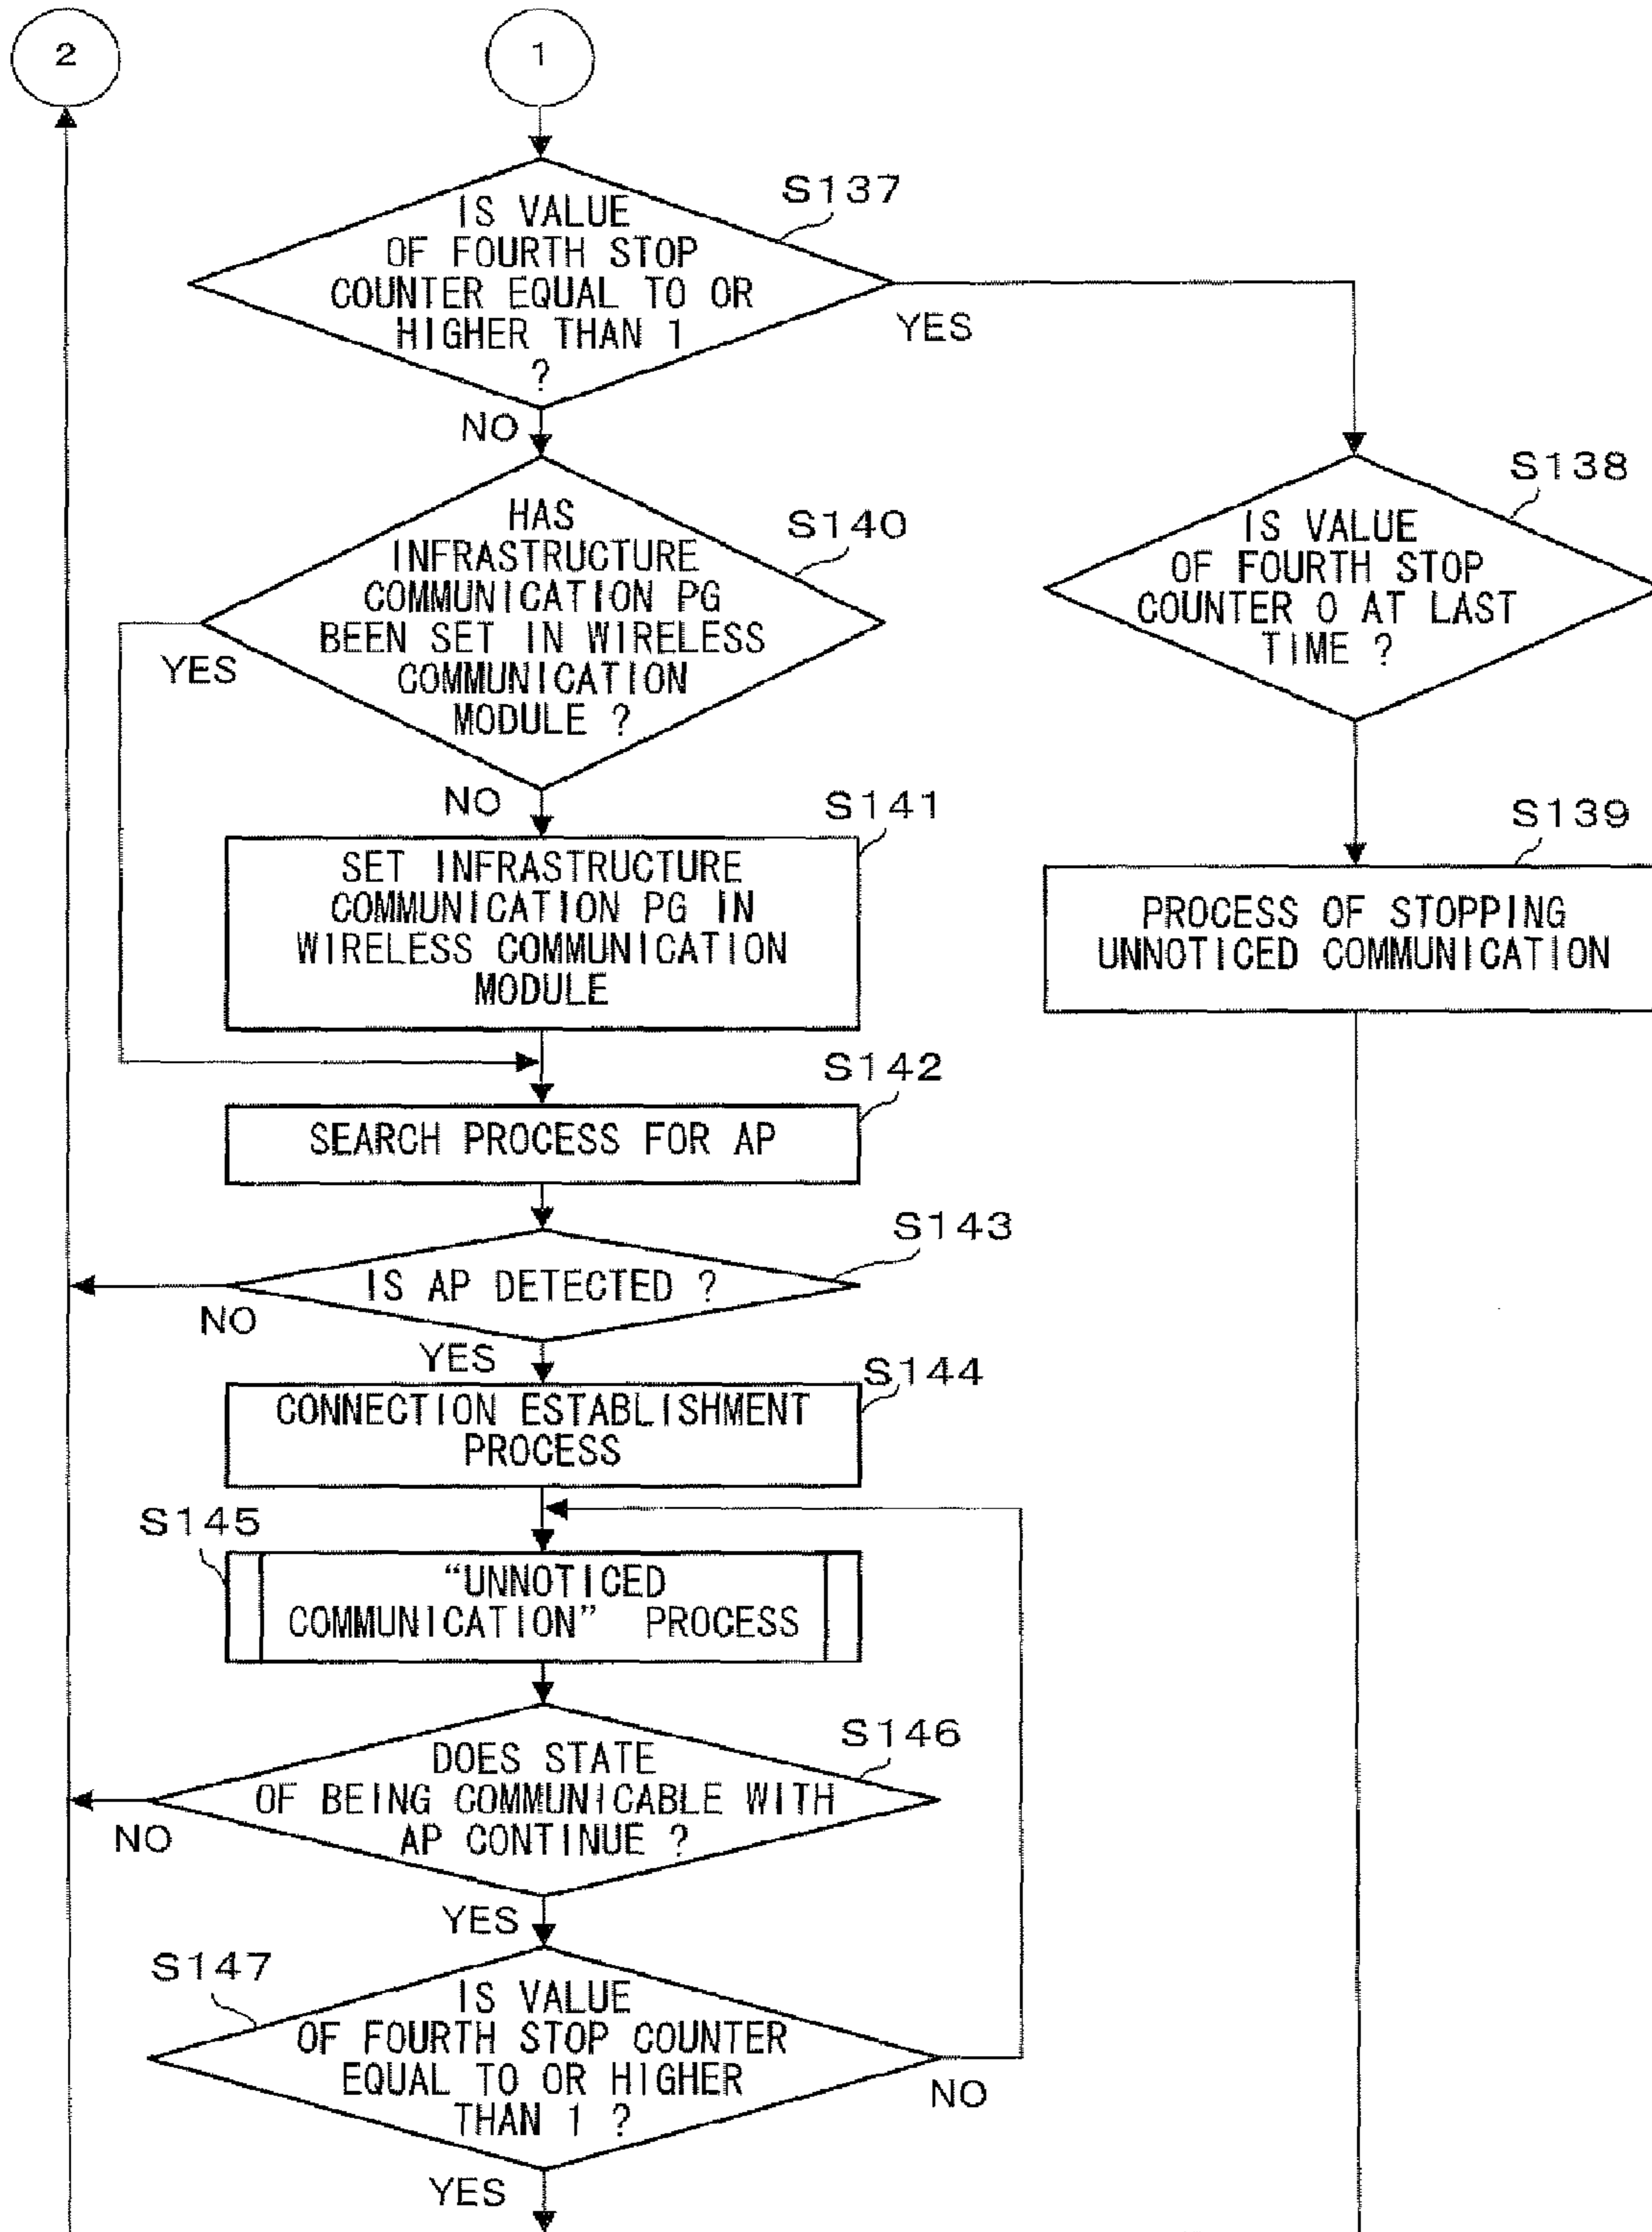 2
1
S137
IS VALUE
OF FOURTH STOP
COUNTER EQUAL TO OR
HIGHER THAN 1
?
YES
NO
S138
IS VALUE
OF FOURTH STOP
COUNTER 0 AT LAST
TIME ?
S140
HAS
INFRASTRUCTURE
COMMUNICATION PG
BEEN SET IN WIRELESS
COMMUNICATION
MODULE ?
YES
NO
S139
PROCESS OF STOPPING
UNNOTICED COMMUNICATION
S141
SET INFRASTRUCTURE
COMMUNICATION PG IN
WIRELESS COMMUNICATION
MODULE
S142
SEARCH PROCESS FOR AP
S143
IS AP DETECTED ?
NO
YES
S144
CONNECTION ESTABLISHMENT
PROCESS
S145
“UNNOTICED
COMMUNICATION” PROCESS
S146
DOES STATE
OF BEING COMMUNICABLE WITH
AP CONTINUE ?
NO
YES
S147
IS VALUE
OF FOURTH STOP COUNTER
EQUAL TO OR HIGHER
THAN 1 ?
NO
YES